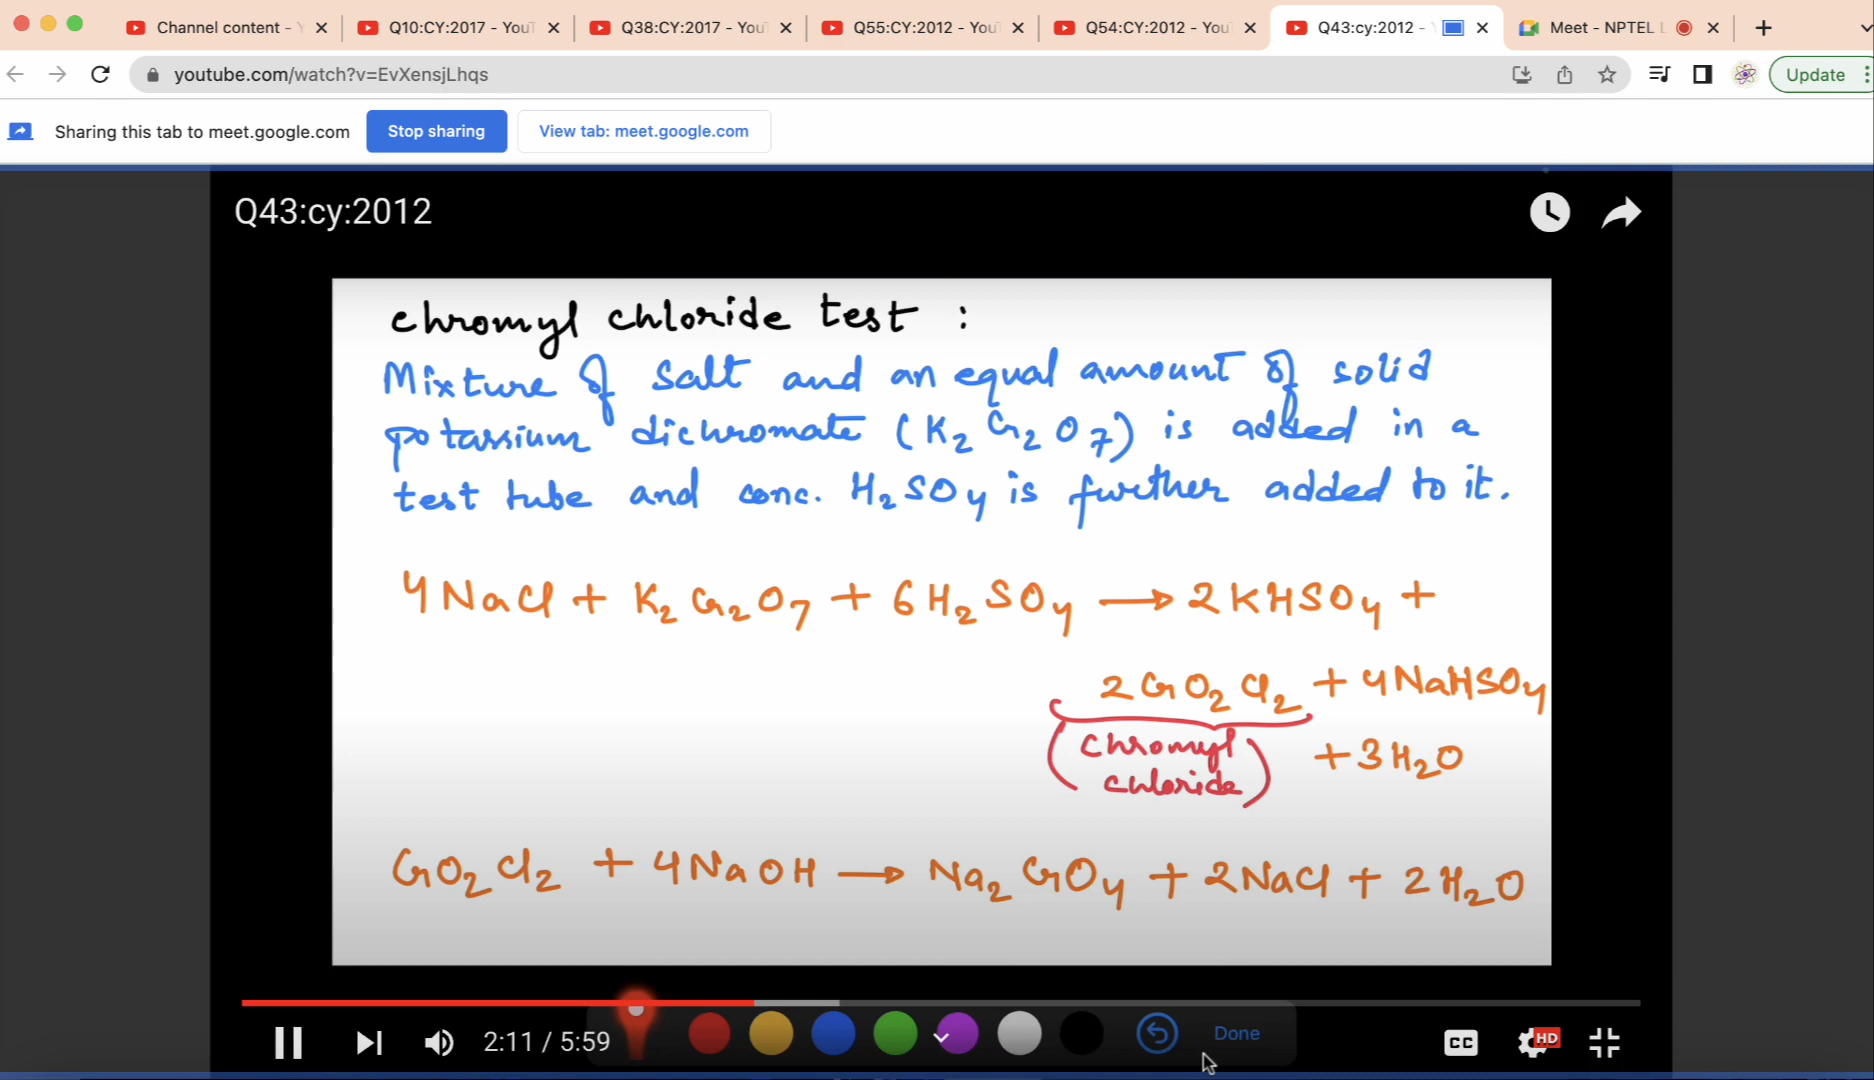 Channel content -
Q10:CY:2017 - YouT
Q38:CY:2017 - YouT
Q55:CY:2012 - YouT
Q54:CY:2012 - YouT
Q43:cy:2012 -
Meet - NPTEL
youtube.com/watch?v=EvXensjLhqs
Update
Sharing this tab to meet.google.com
Stop sharing
View tab: meet.google.com
Q43:cy:2012
chromyl chloride test :
Mixture of salt and an equal amount of solid
potassium dichromate (K2Cr2O7) is added in a
test tube and conc. H2SO4 is further added to it.
4NaCl + K2Cr2O7 + 6H2SO4 → 2KHSO4 +
2CrO2Cl2 + 4NaHSO4
(chromyl
chloride)
+ 3H2O
CrO2Cl2 + 4NaOH → Na2CrO4 + 2NaCl + 2H2O
2:11 / 5:59
Done
CC
HD